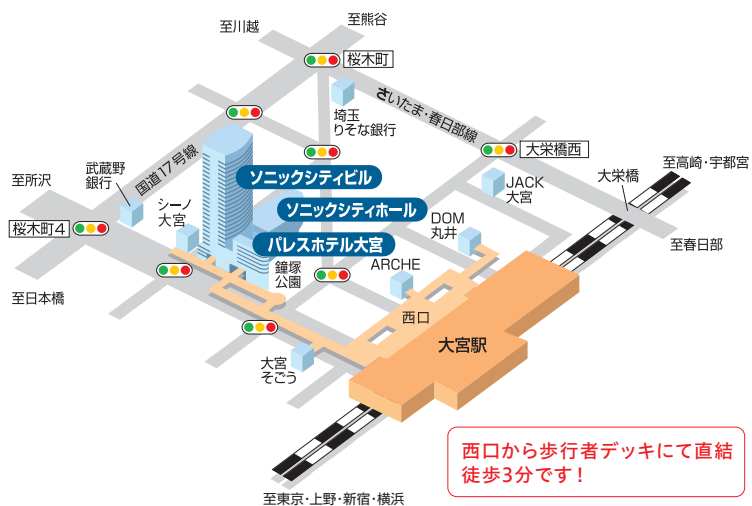 至熊谷
至川越
桜木町
さいたま・春日部線
埼玉
りそな銀行
国道17号線
大栄橋西
至高崎・宇都宮
武蔵野
銀行
至所沢
ソニックシティビル
JACK
大宮
大栄橋
シーノ
大宮
ソニックシティホール
DOM
丸井
桜木町4
パレスホテル大宮
至春日部
鐘塚
公園
ARCHE
至日本橋
西口
大宮駅
大宮
そごう
西口から歩行者デッキにて直結
徒歩3分です!
至東京・上野・新宿・横浜